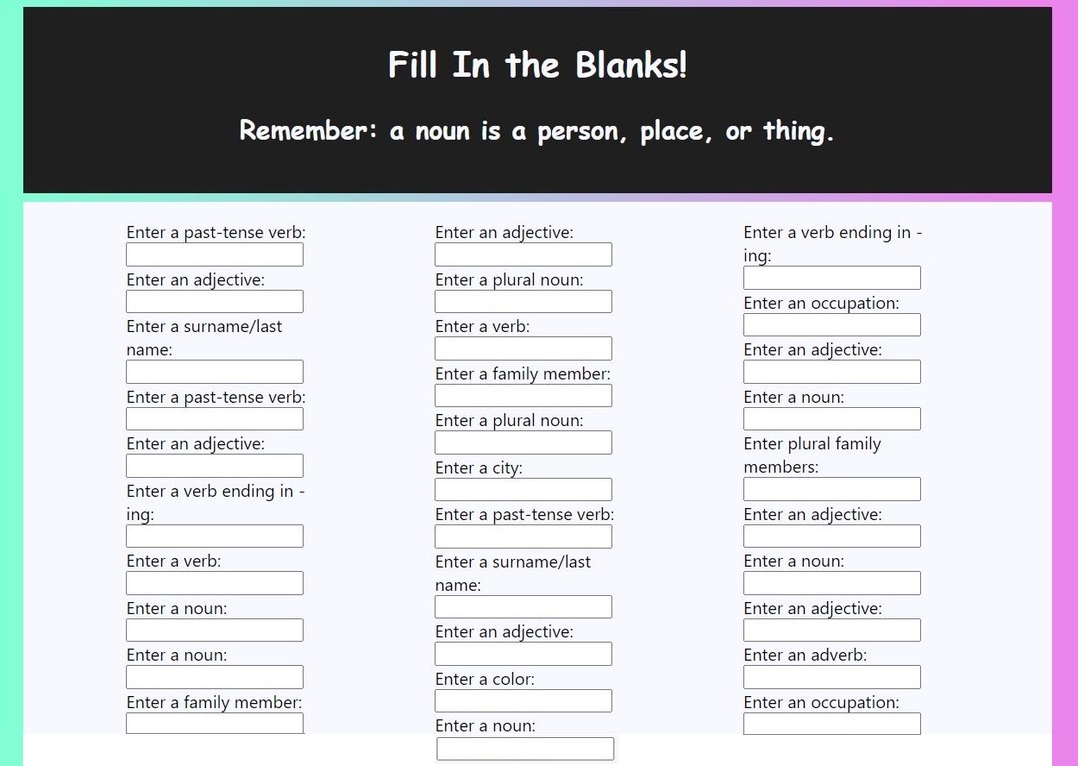 Fill In the Blanks!
Remember: a noun is a person, place, or thing.
Enter a past-tense verb:
Enter an adjective:
Enter a surname/last
name:
Enter a past-tense verb:
Enter an adjective:
Enter a verb ending in -
ing:
Enter a verb:
Enter a noun:
Enter a noun:
Enter a family member:
Enter an adjective:
Enter a plural noun:
Enter a verb:
Enter a family member:
Enter a plural noun:
Enter a city:
Enter a past-tense verb:
Enter a surname/last
name:
Enter an adjective:
Enter a color:
Enter a noun:
Enter a verb ending in -
ing:
Enter an occupation:
Enter an adjective:
Enter a noun:
Enter plural family
members:
Enter an adjective:
Enter a noun:
Enter an adjective:
Enter an adverb:
Enter an occupation: